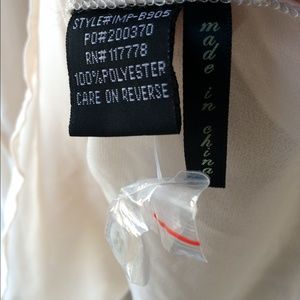 STYLE#IMP-B905
PO#200370
RN#117778
100%POLYESTER
CARE ON REVERSE
made in china